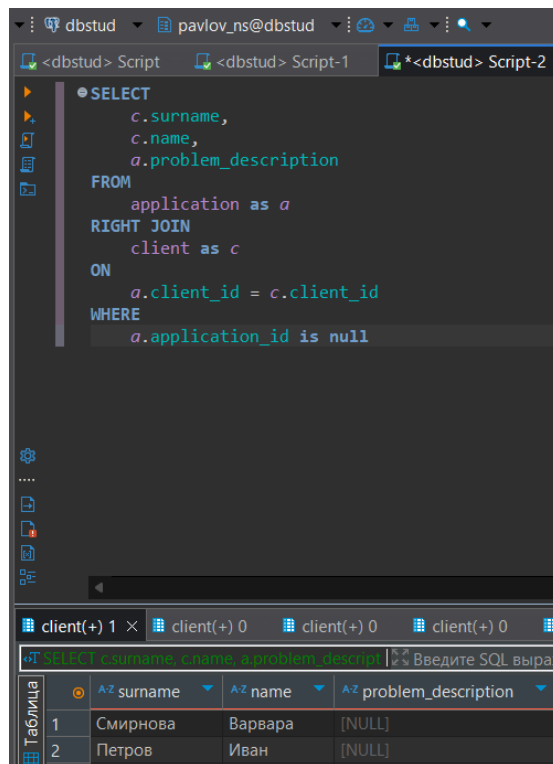 dbstud pavlov_ns@dbstud
<dbstud> Script <dbstud> Script-1 *<dbstud> Script-2
SELECT
c.surname,
c.name,
a.problem_description
FROM
application as a
RIGHT JOIN
client as c
ON
a.client_id = c.client_id
WHERE
a.application_id is null
client(+) 1 client(+) 0 client(+) 0 client(+) 0
SELECT c.surname, c.name, a.problem_descript Введите SQL выра
Таблица
A-Z surname A-Z name A-Z problem_description
1 Смирнова Варвара [NULL]
2 Петров Иван [NULL]